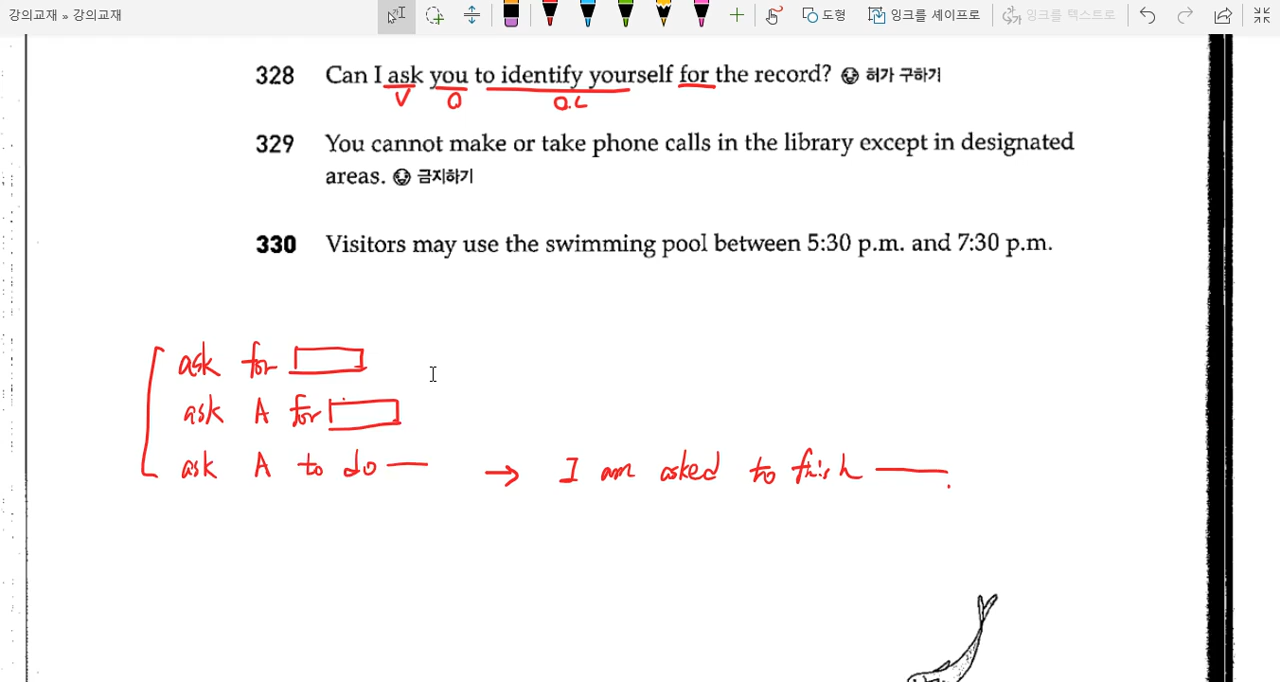 강의교재 » 강의교재
도형
잉크를 셰이프로
잉크를 텍스트로
328 Can I ask you to identify yourself for the record? 허가 구하기
V O O.C
329 You cannot make or take phone calls in the library except in designated
areas. 금지하기
330 Visitors may use the swimming pool between 5:30 p.m. and 7:30 p.m.
ask for
ask A for
ask A to do → I am asked to